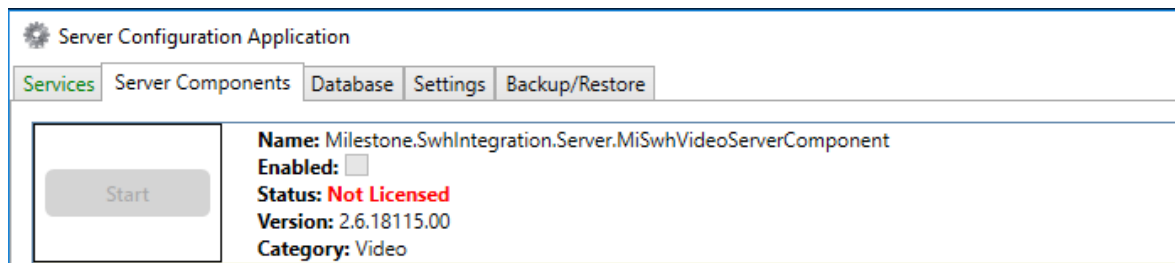 Server Configuration Application
Services Server Components Database Settings Backup/Restore
Name: Milestone.SwhIntegration.Server.MiSwhVideoServerComponent
Enabled:
Start
Status: Not Licensed
Version: 2.6.18115.00
Category: Video